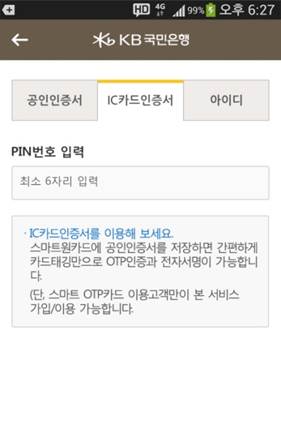 HD 4G 99% 오후 6:27
KB국민은행
공인인증서 IC카드인증서 아이디
PIN번호 입력
최소 6자리 입력
· IC카드인증서를 이용해 보세요.
스마트원카드에 공인인증서를 저장하면 간편하게
카드태깅만으로 OTP인증과 전자서명이 가능합니
다.
(단, 스마트 OTP카드 이용고객만이 본 서비스
가입/이용 가능합니다.